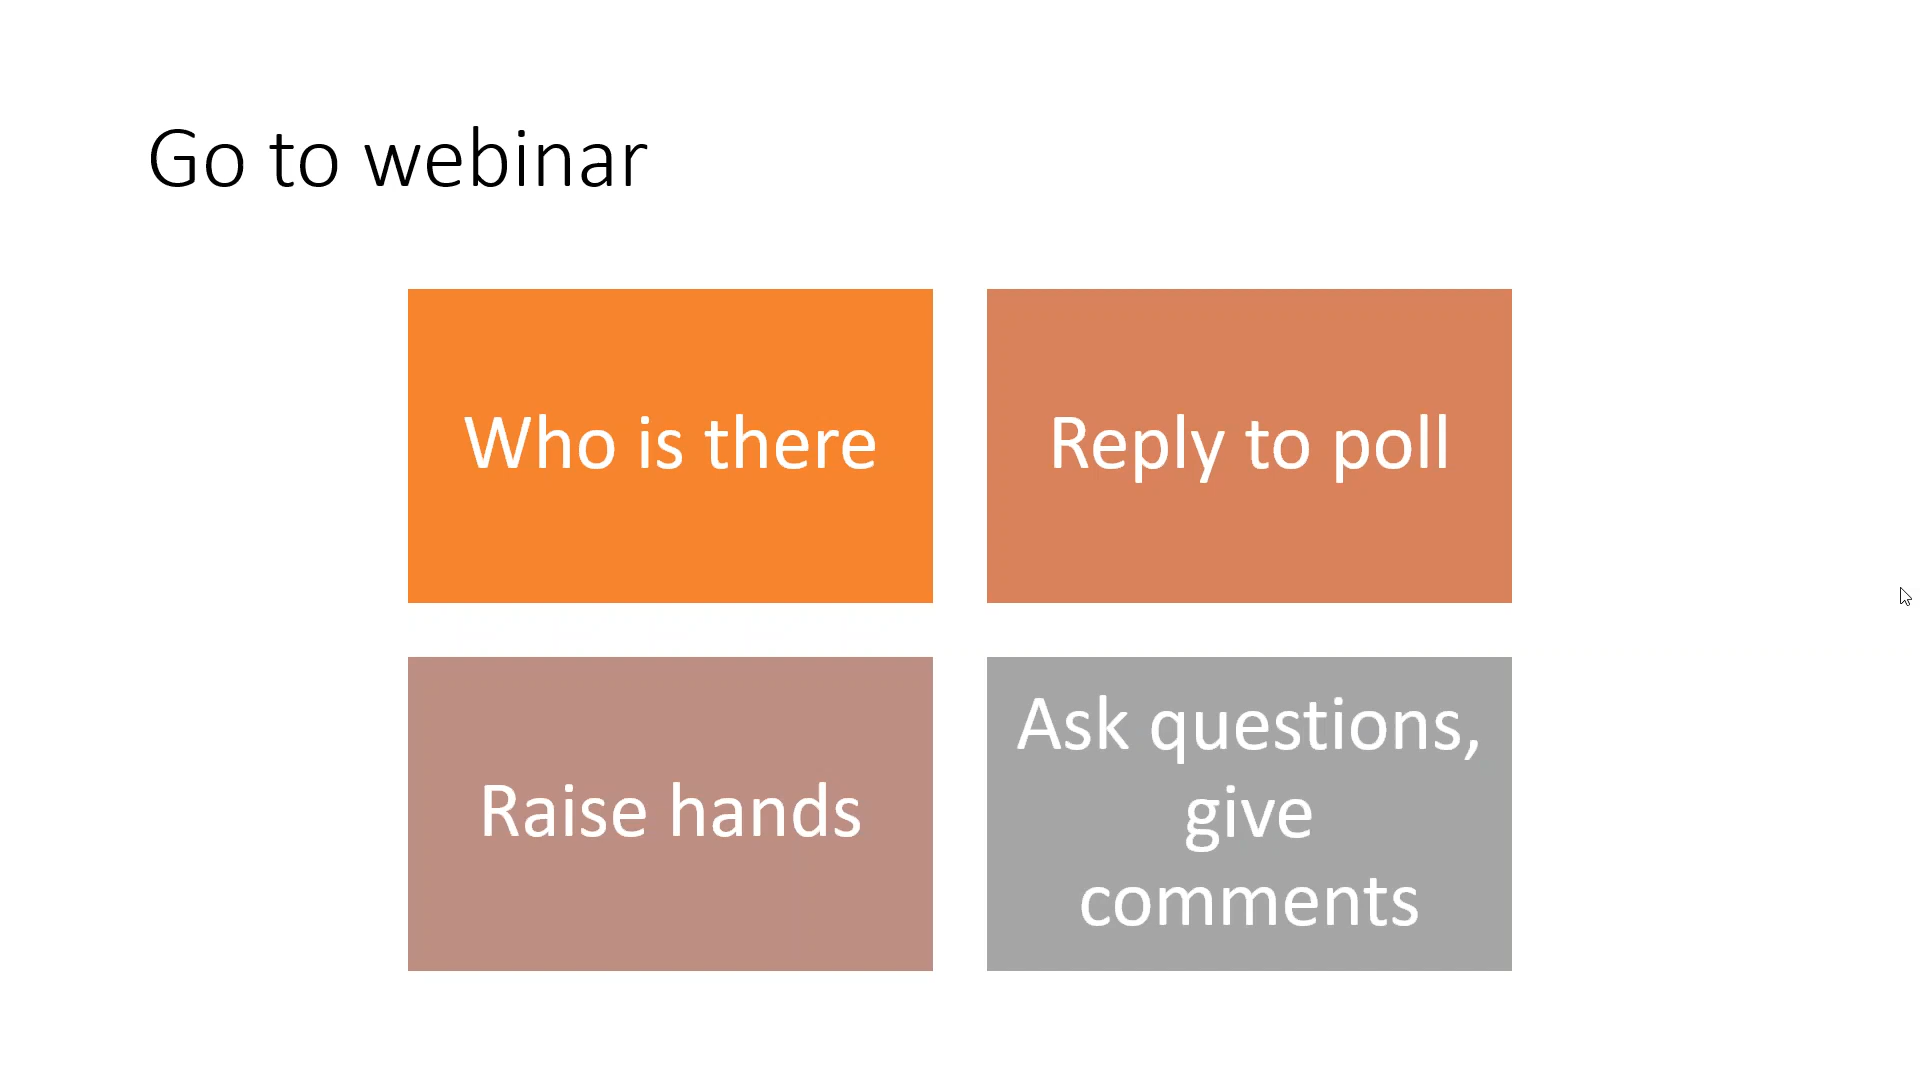 Go to webinar
Who is there
Reply to poll
Raise hands
Ask questions,
give
comments